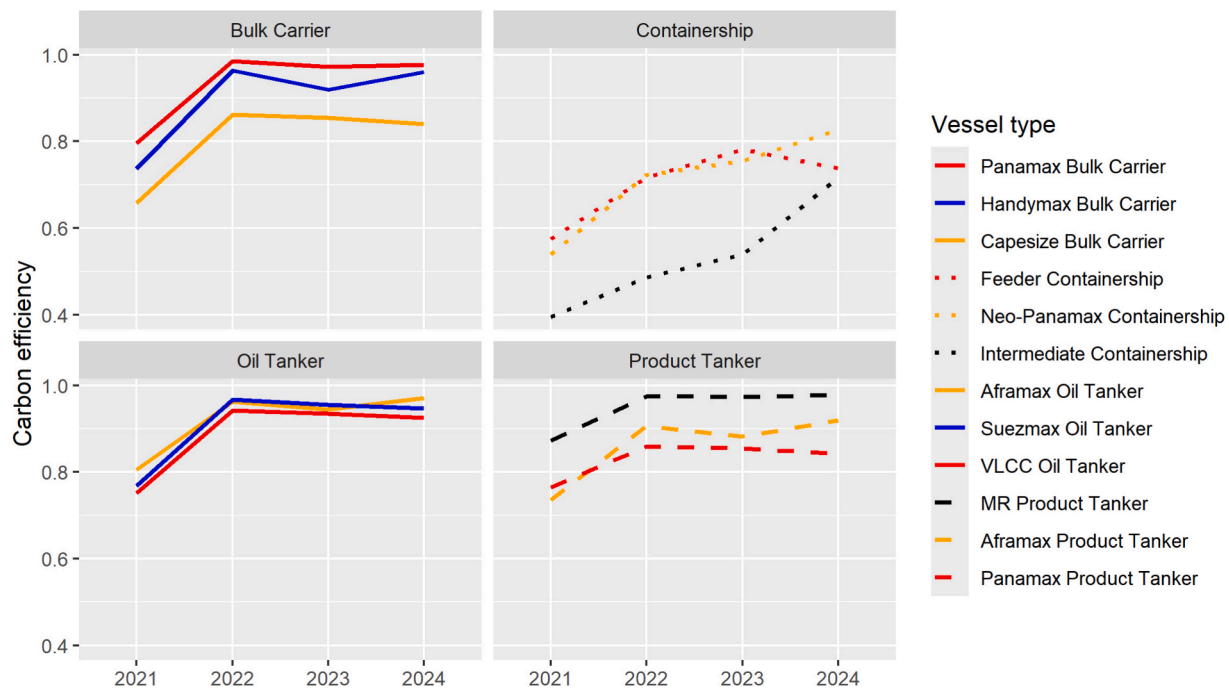 Bulk Carrier
Containership
1.0
0.8
0.6
0.4
Carbon efficiency
Oil Tanker
Product Tanker
1.0
0.8
0.6
0.4
2021 2022 2023 2024
2021 2022 2023 2024
Vessel type
Panamax Bulk Carrier
Handymax Bulk Carrier
Capesize Bulk Carrier
Feeder Containership
Neo-Panamax Containership
Intermediate Containership
Aframax Oil Tanker
Suezmax Oil Tanker
VLCC Oil Tanker
MR Product Tanker
Aframax Product Tanker
Panamax Product Tanker